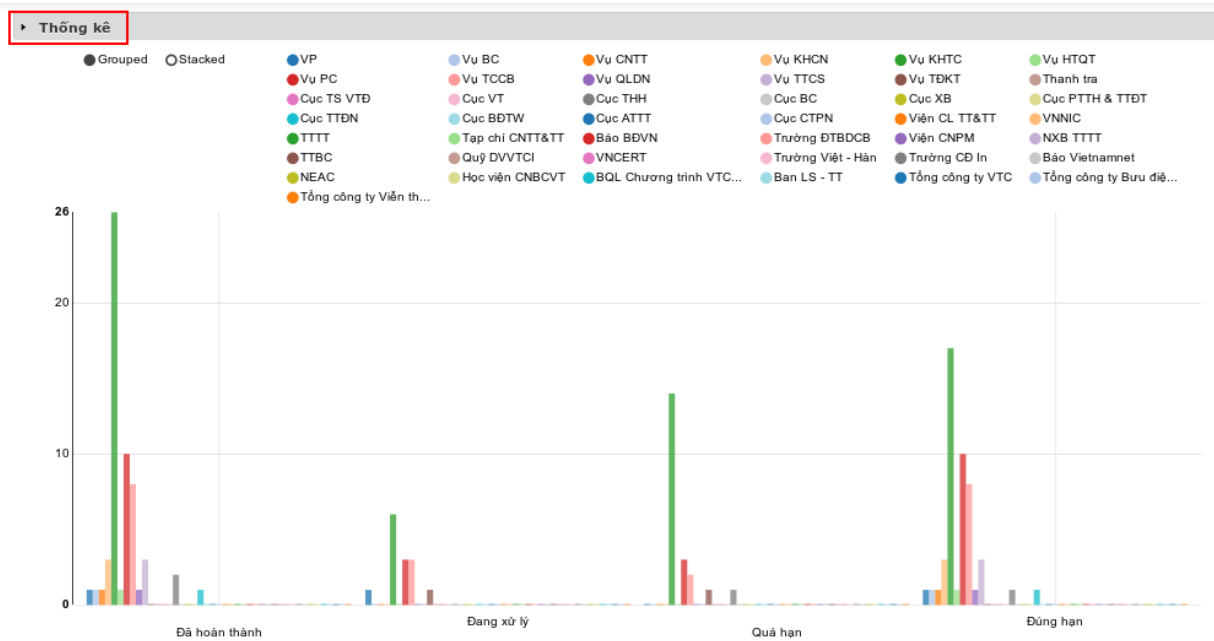 Thống kê
Grouped Stacked VP Vụ BC Vụ CNTT Vụ KHCN Vụ KHTC Vụ HTQT
Vụ PC Vụ TCCB Vụ QLDN Vụ TTCS Vụ TĐKT Thanh tra
Cục TS VTĐ Cục VT Cục THH Cục BC Cục XB Cục PTTH & TTĐT
Cục TTĐN Cục BĐTW Cục ATTT Cục CTPN Viện CL TT&TT VNNIC
TTTT Tạp chí CNTT&TT Báo BĐVN Trường ĐTBDCB Viện CNPM NXB TTTT
TTBC Quỹ DVVTCI VNCERT Trường Việt - Hàn Trường CĐ In Báo Vietnamnet
NEAC Học viện CNBCVT BQL Chương trình VTC... Ban LS - TT Tổng công ty VTC Tổng công ty Bưu điệ...
Tổng công ty Viễn th...
26
20
10
0
Đã hoàn thành Đang xử lý Quá hạn Đúng hạn